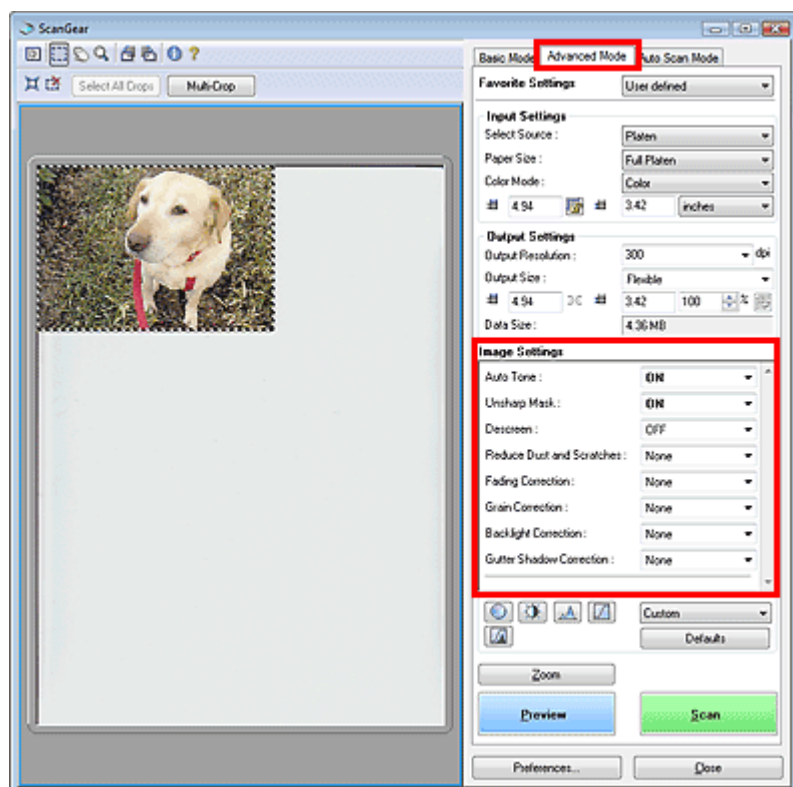 ScanGear
Select All Crops Multi-Crop
Basic Mode Advanced Mode Auto Scan Mode
Favorite Settings User defined
Input Settings
Select Source : Platen
Paper Size : Full Platen
Color Mode : Color
4.94 3.42 inches
Output Settings
Output Resolution : 300 dpi
Output Size : Flexible
4.94 3.42 100 %
Data Size : 4.36 MB
Image Settings
Auto Tone : ON
Unsharp Mask : ON
Descreen : OFF
Reduce Dust and Scratches : None
Fading Correction : None
Grain Correction : None
Backlight Correction : None
Gutter Shadow Correction : None
Custom
Defaults
Zoom
Preview Scan
Preferences... Close